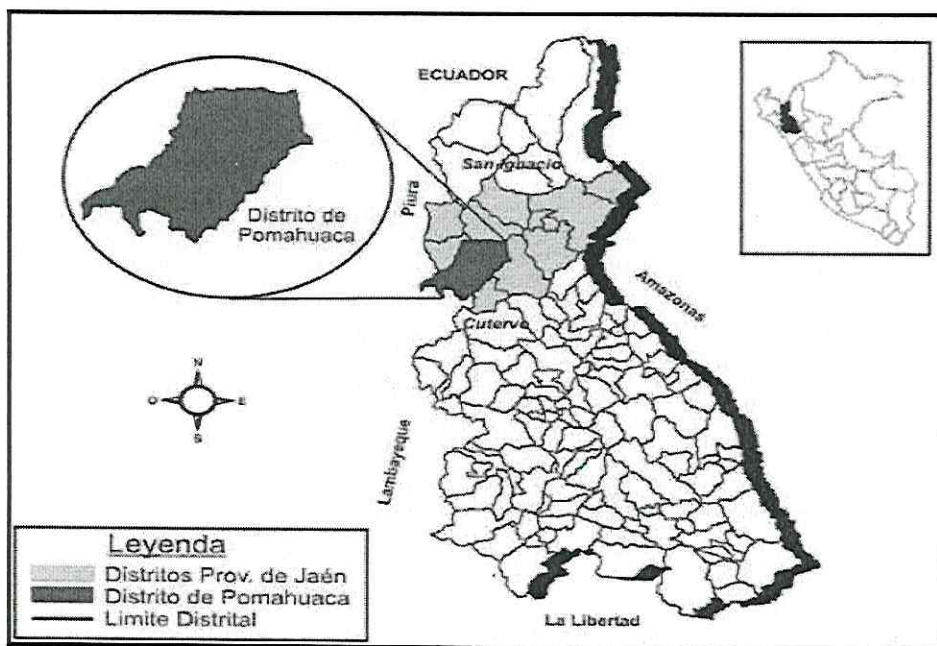 ECUADOR
San Ignacio
Piura
Distrito de
Pomahuaca
Amazonas
Cutervo
N
O
E
S
Lambayeque
Leyenda
Distritos Prov. de Jaén
Distrito de Pomahuaca
Limite Distrital
La Libertad